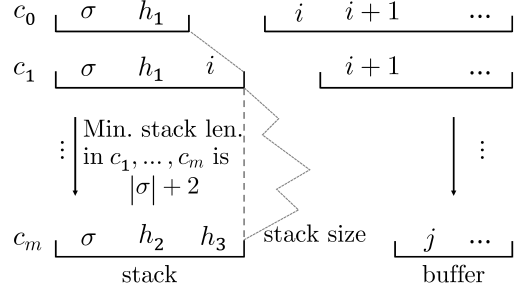 c₀ σ h₁ i i + 1 ...
c₁ σ h₁ i i + 1 ...
⋮ Min. stack len. ⋮
in c₁, ... , cₘ is
|σ| + 2
cₘ σ h₂ h₃ stack size j ...
stack buffer